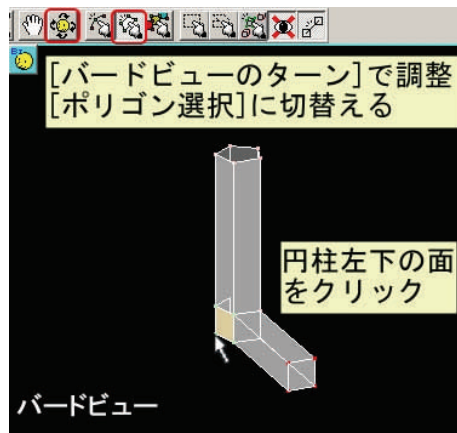 [バードビューのターン]で調整
[ポリゴン選択]に切替える
円柱左下の面
をクリック
バードビュー